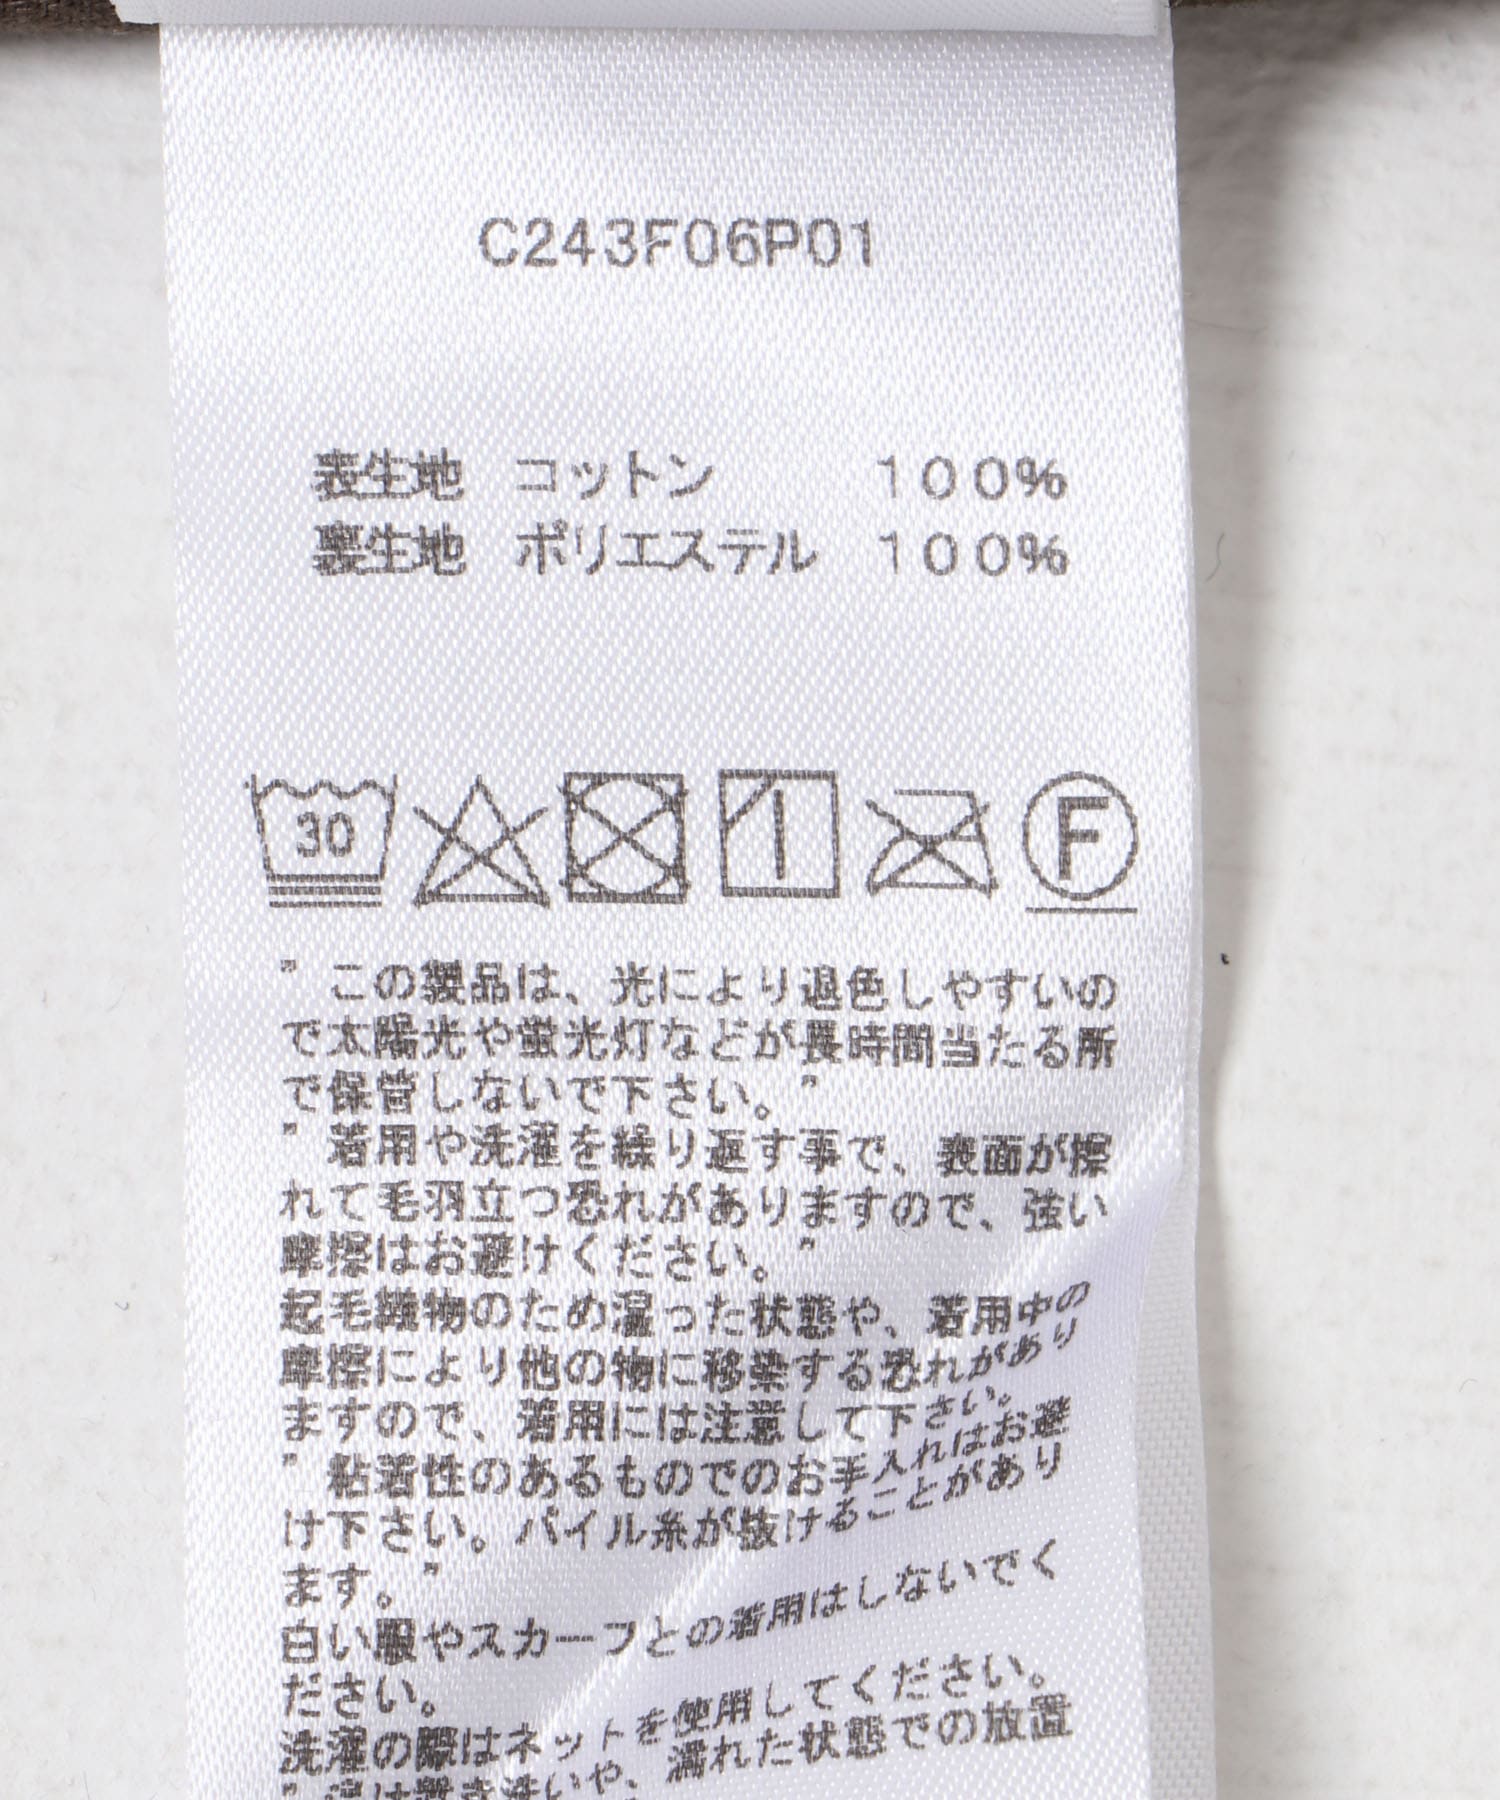 C243F06P01
表生地 コットン 100%
裏生地 ポリエステル 100%
30
F
" この製品は、光により退色しやすいの
で太陽光や蛍光灯などが長時間当たる所
で保管しないで下さい。"
" 着用や洗濯を繰り返す事で、表面が擦
れて毛羽立つ恐れがありますので、強い
摩擦はお避けください。"
起毛織物のため湿った状態や、着用中の
摩擦により他の物に移染する恐れがあり
ますので、着用には注意して下さい。
" 粘着性のあるものでのお手入れはお避
け下さい。パイル糸が抜けることがあり
ます。"
白い服やスカーフとの着用はしないでく
ださい。
洗濯の際はネットを使用してください。
は置き洗いや、濡れた状態での放置